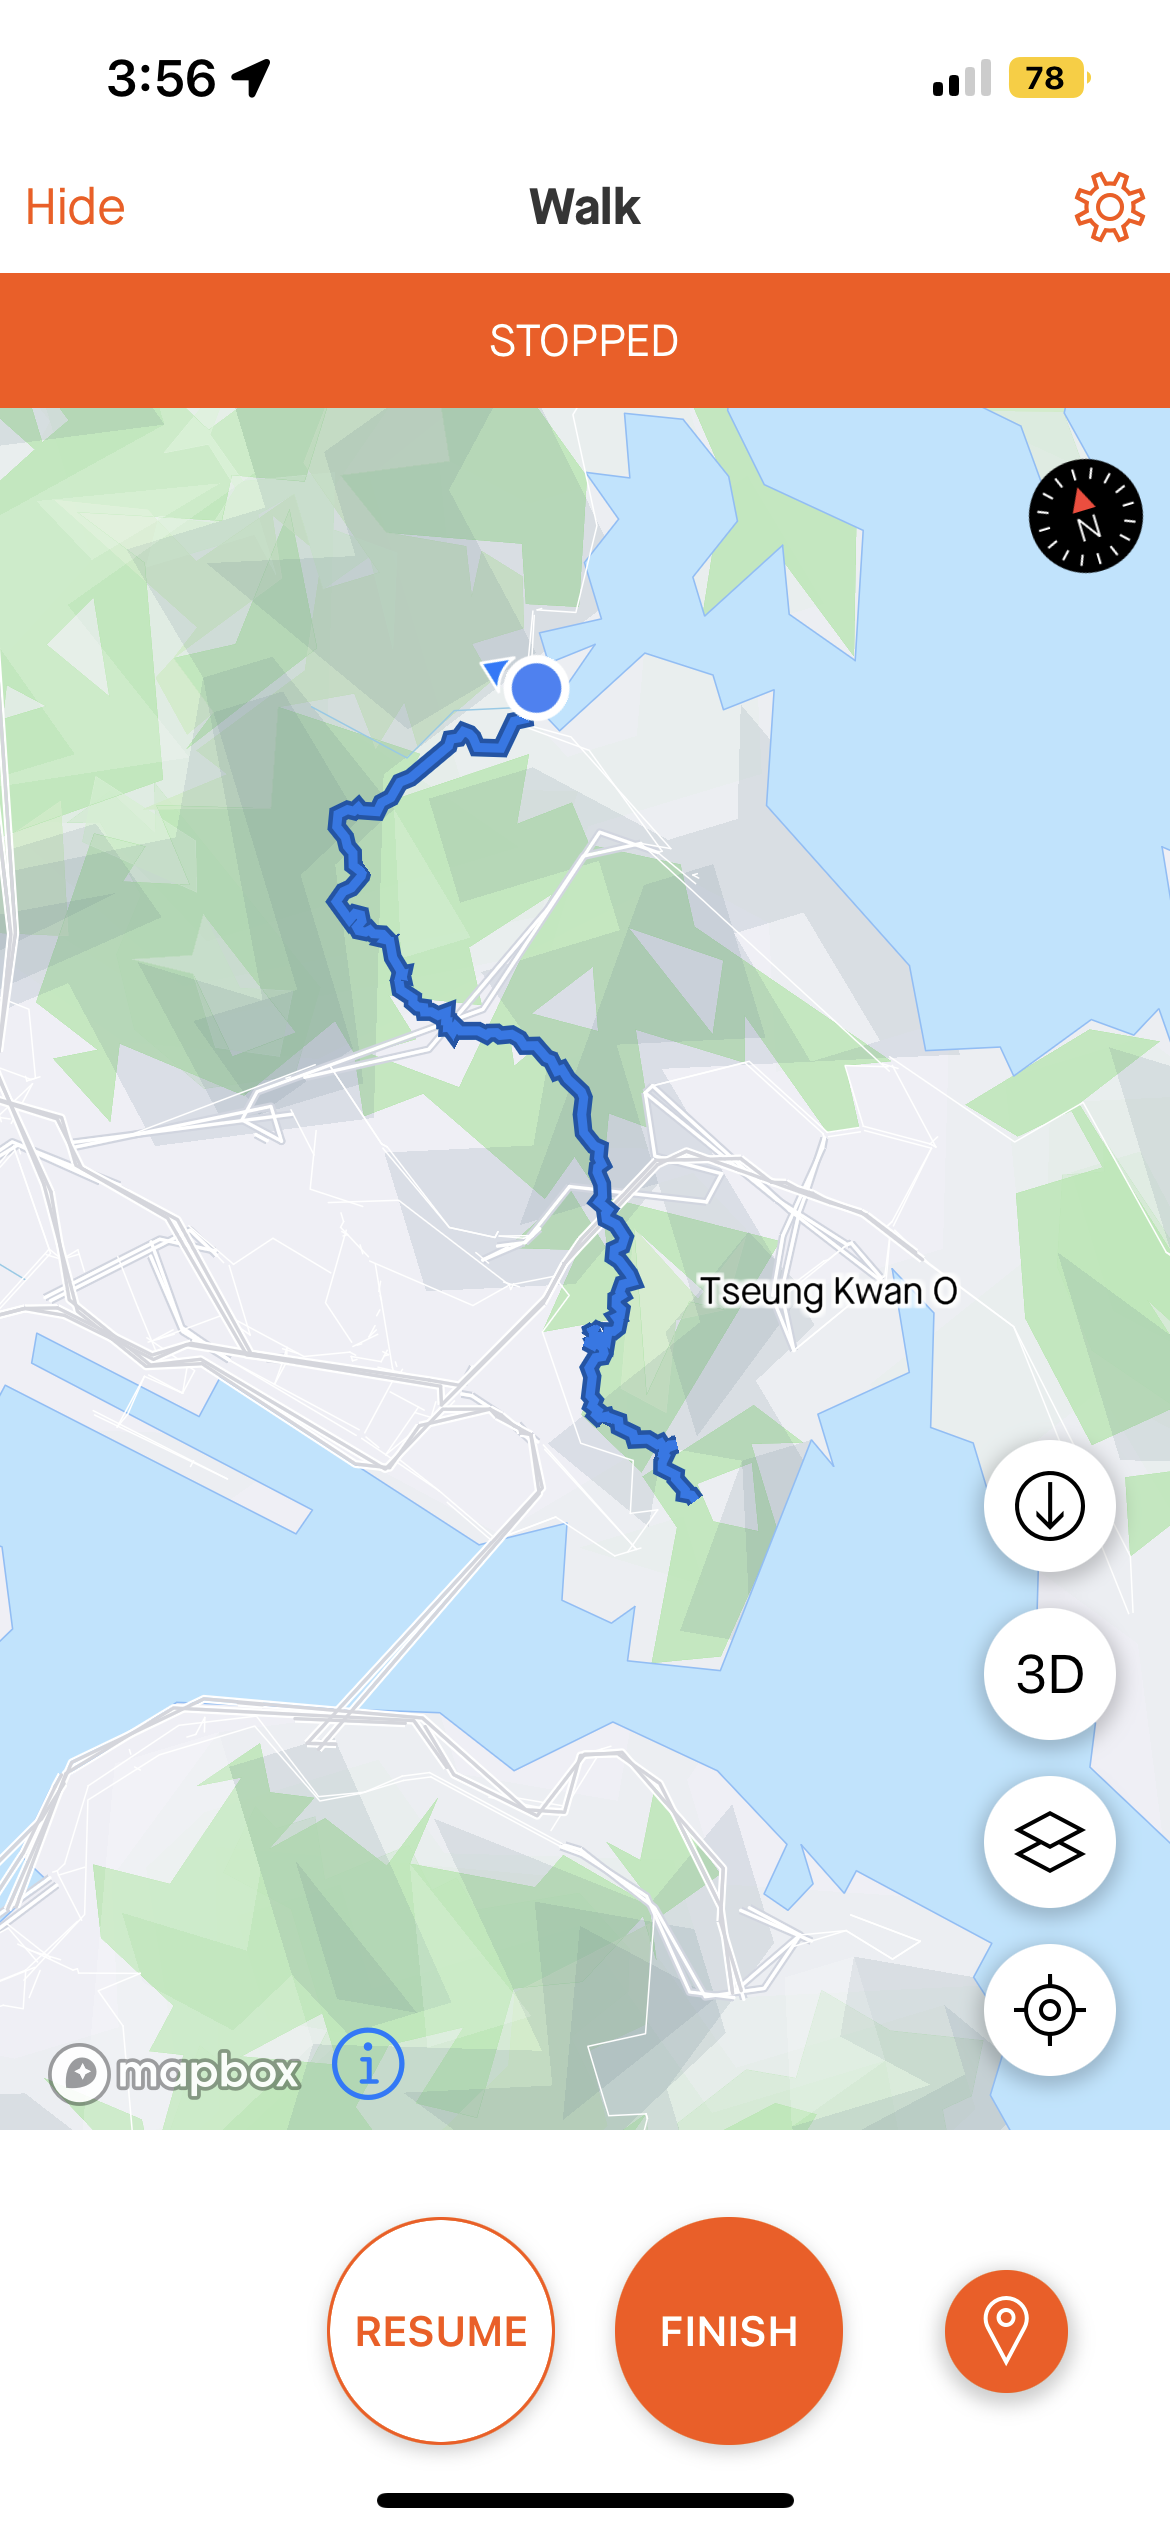 3:56
78
Hide
Walk
STOPPED
N
Tseung Kwan O
3D
mapbox
i
RESUME
FINISH